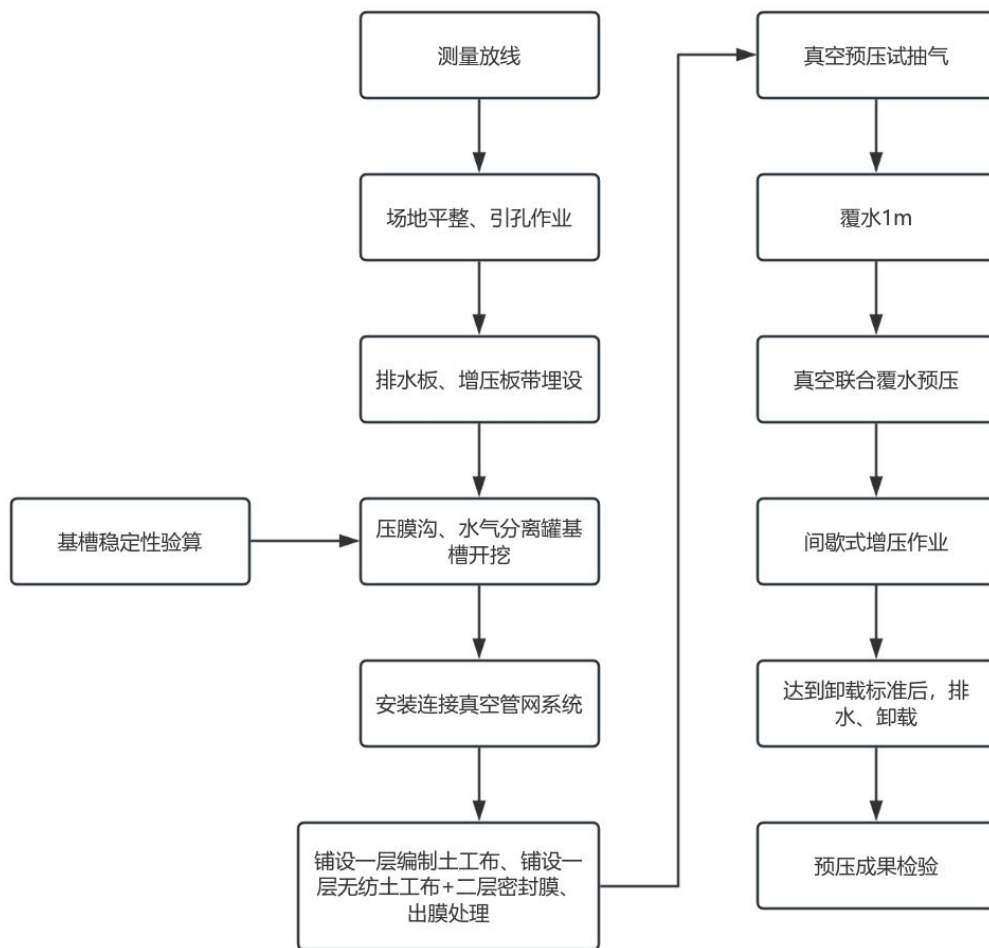 测量放线
场地平整、引孔作业
排水板、增压板带埋设
基槽稳定性验算
压膜沟、水气分离罐基
槽开挖
安装连接真空管网系统
铺设一层编制土工布、铺设一
层无纺土工布+二层密封膜、
出膜处理
真空预压试抽气
覆水1m
真空联合覆水预压
间歇式增压作业
达到卸载标准后，排
水、卸载
预压成果检验